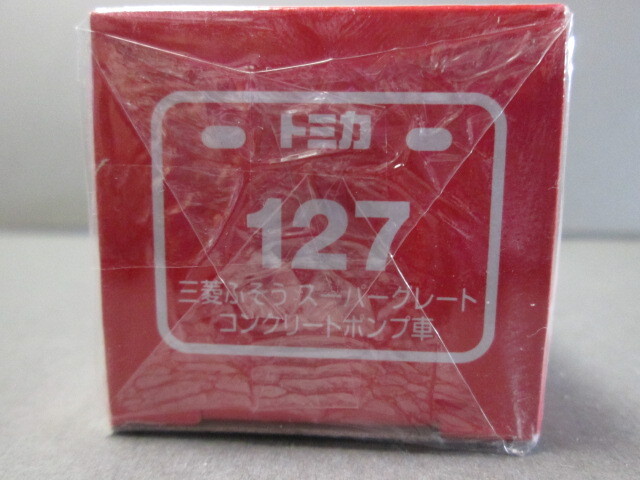 トミカ
127
三菱ふそう スーパーグレート
コンクリートポンプ車